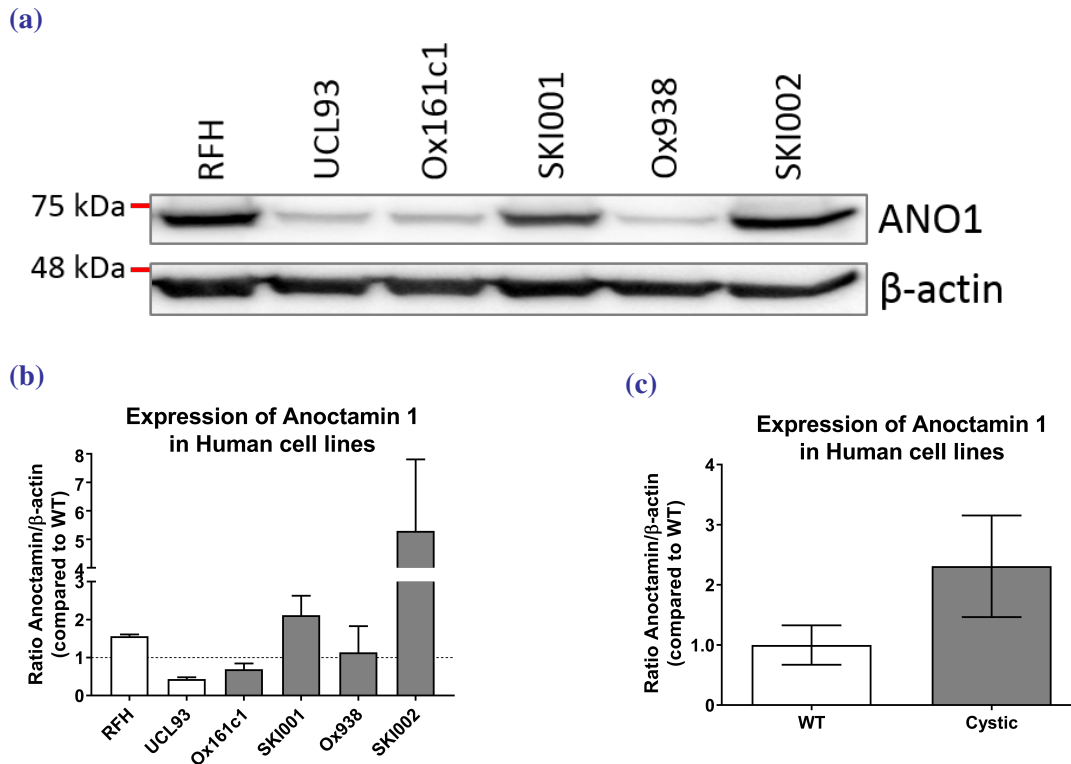 (a)
RFH
UCL93
Ox161c1
SKI001
Ox938
SKI002
75 kDa
ANO1
48 kDa
β-actin
(b)
Expression of Anoctamin 1
in Human cell lines
Ratio Anoctamin/β-actin
(compared to WT)
8
7
6
5
4
3
2
1
0
RFH
UCL93
Ox161c1
SKI001
Ox938
SKI002
(c)
Expression of Anoctamin 1
in Human cell lines
Ratio Anoctamin/β-actin
(compared to WT)
4
3
2
1.0
0
WT
Cystic